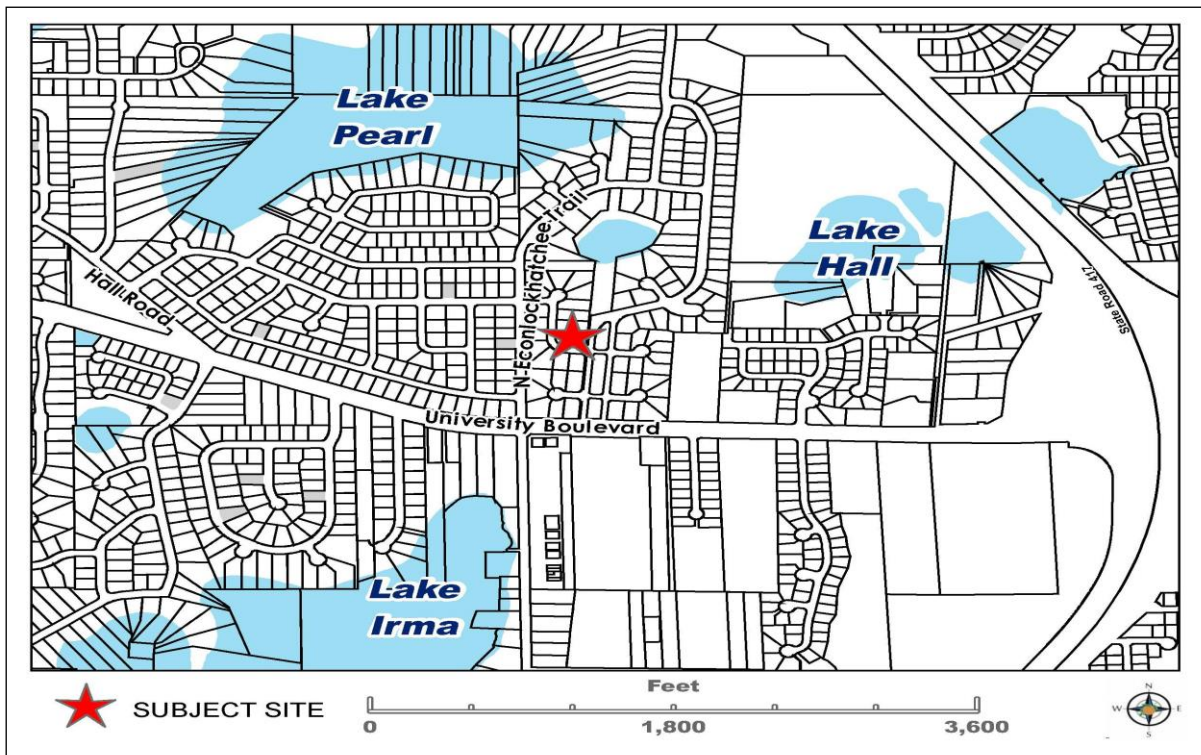 Lake
Pearl
N-Econlockhatchee-Trail
Lake
Hall
Hall Road
State Road 417
University Boulevard
Lake
Irma
SUBJECT SITE
Feet
0
1,800
3,600
N
W
E
S